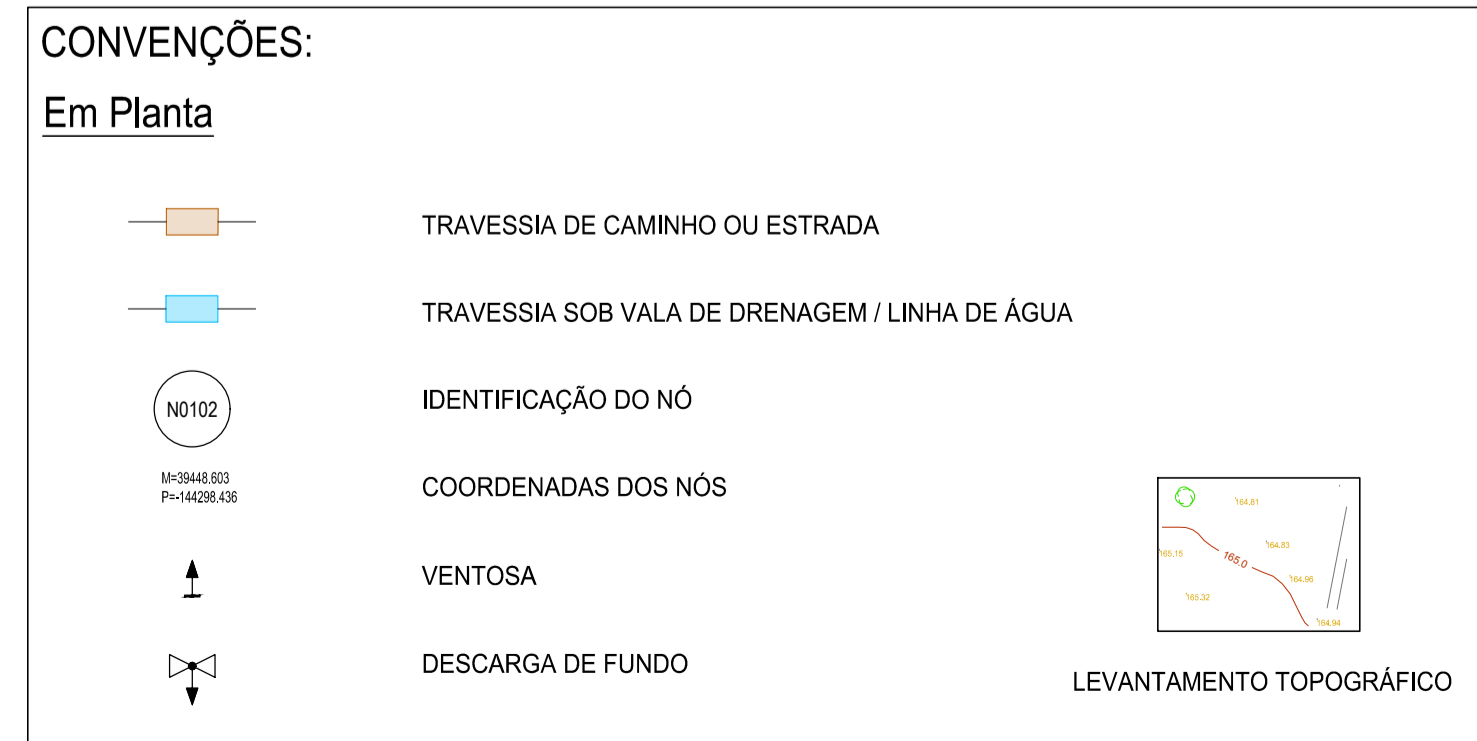 CONVENÇÕES:
Em Planta
TRAVESSIA DE CAMINHO OU ESTRADA
TRAVESSIA SOB VALA DE DRENAGEM / LINHA DE ÁGUA
N0102
IDENTIFICAÇÃO DO NÓ
M=39448.603
P=-144298.436
COORDENADAS DOS NÓS
VENTOSA
DESCARGA DE FUNDO
164.81
164.83
165.15
165.0
164.96
165.32
164.94
LEVANTAMENTO TOPOGRÁFICO